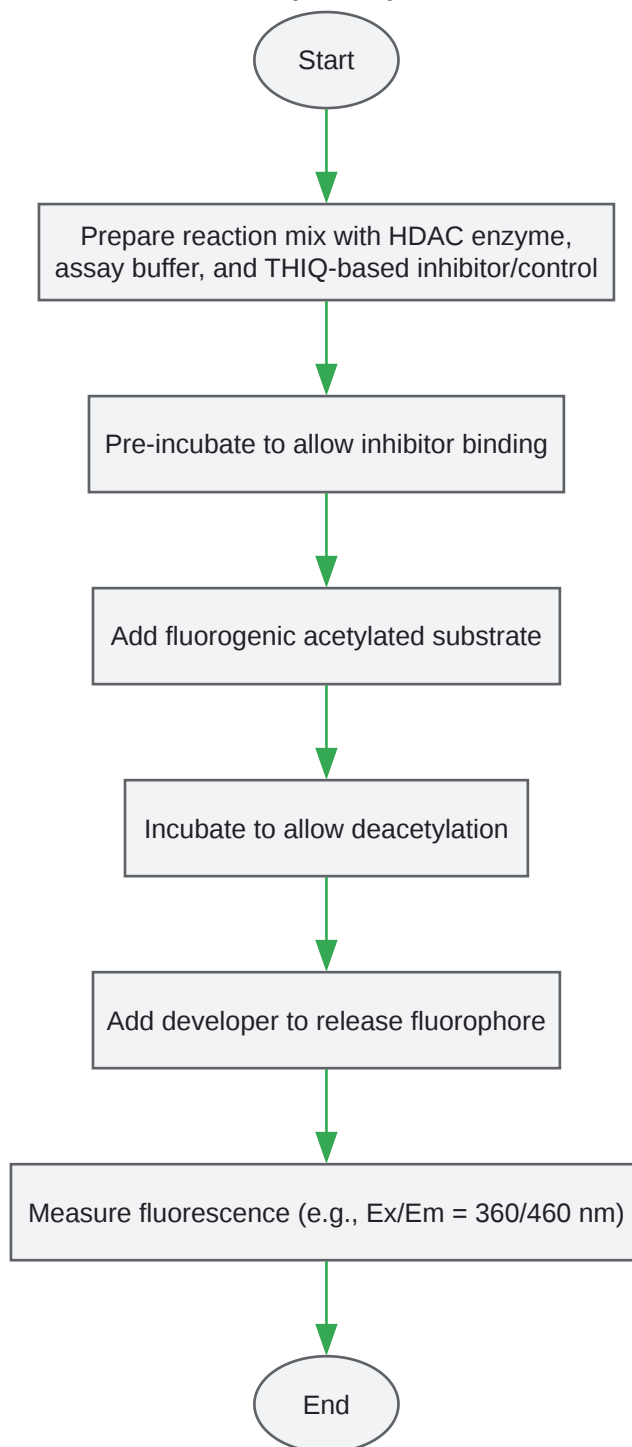 Start
Prepare reaction mix with HDAC enzyme,
assay buffer, and THIQ-based inhibitor/control
Pre-incubate to allow inhibitor binding
Add fluorogenic acetylated substrate
Incubate to allow deacetylation
Add developer to release fluorophore
Measure fluorescence (e.g., Ex/Em = 360/460 nm)
End